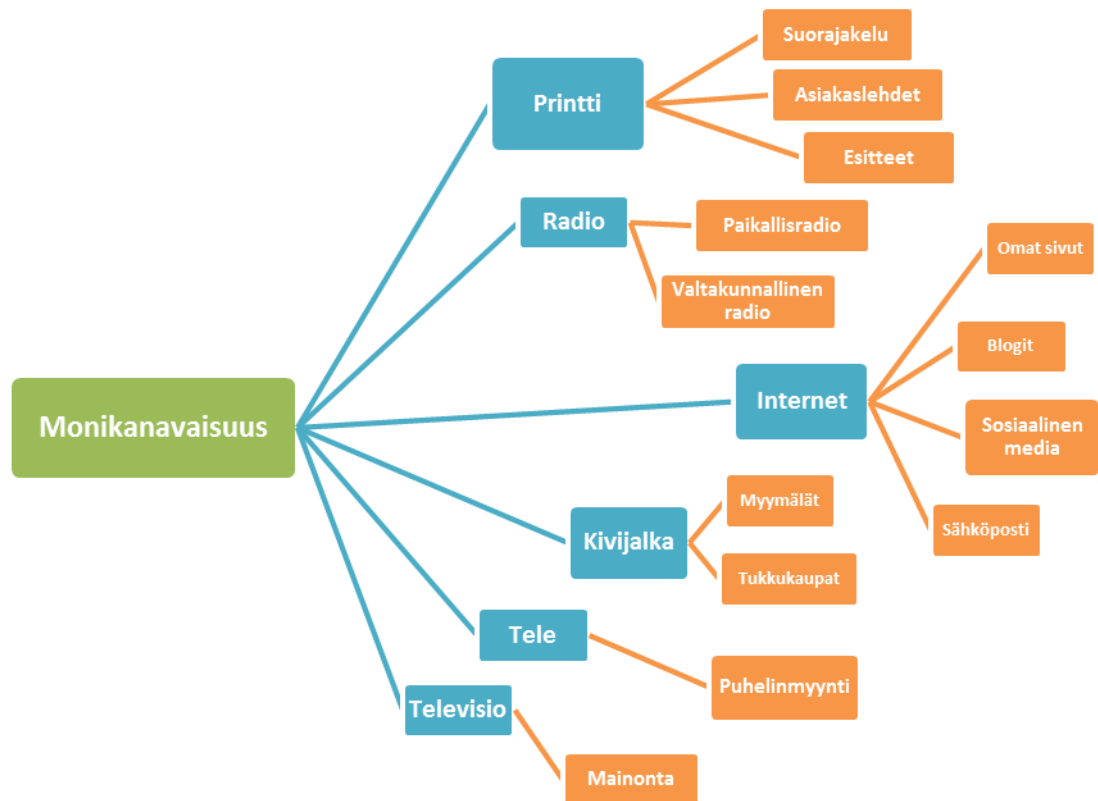 Monikanavaisuus
Printti
Suorajakelu
Asiakaslehdet
Esitteet
Radio
Paikallisradio
Valtakunnallinen
radio
Internet
Omat sivut
Blogit
Sosiaalinen
media
Sähköposti
Kivijalka
Myymälät
Tukkukaupat
Tele
Puhelinmyynti
Televisio
Mainonta